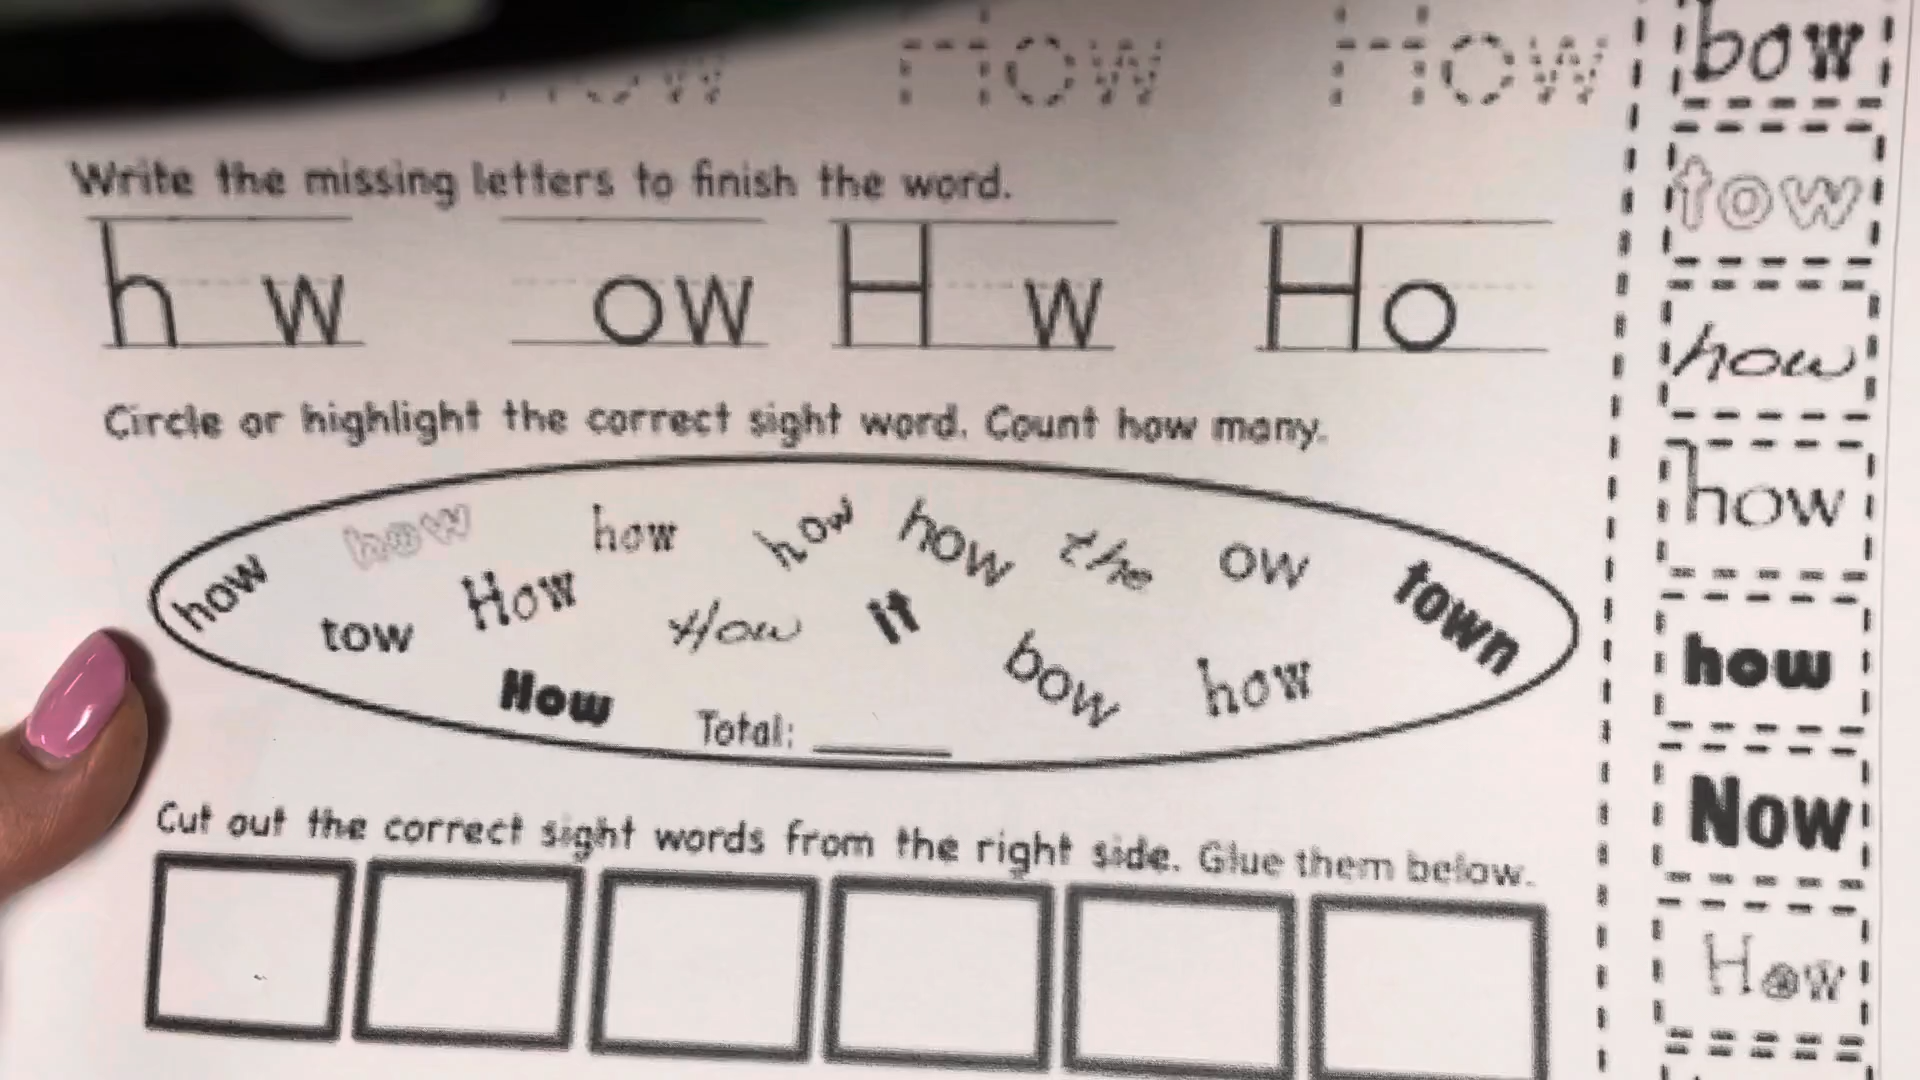 How How How
Write the missing letters to finish the word.
h w ow H w Ho
Circle or highlight the correct sight word. Count how many.
how how how how how the ow town
tow How How it bow how
How Total:
Cut out the correct sight words from the right side. Glue them below.
bow
tow
how
how
how
Now
How